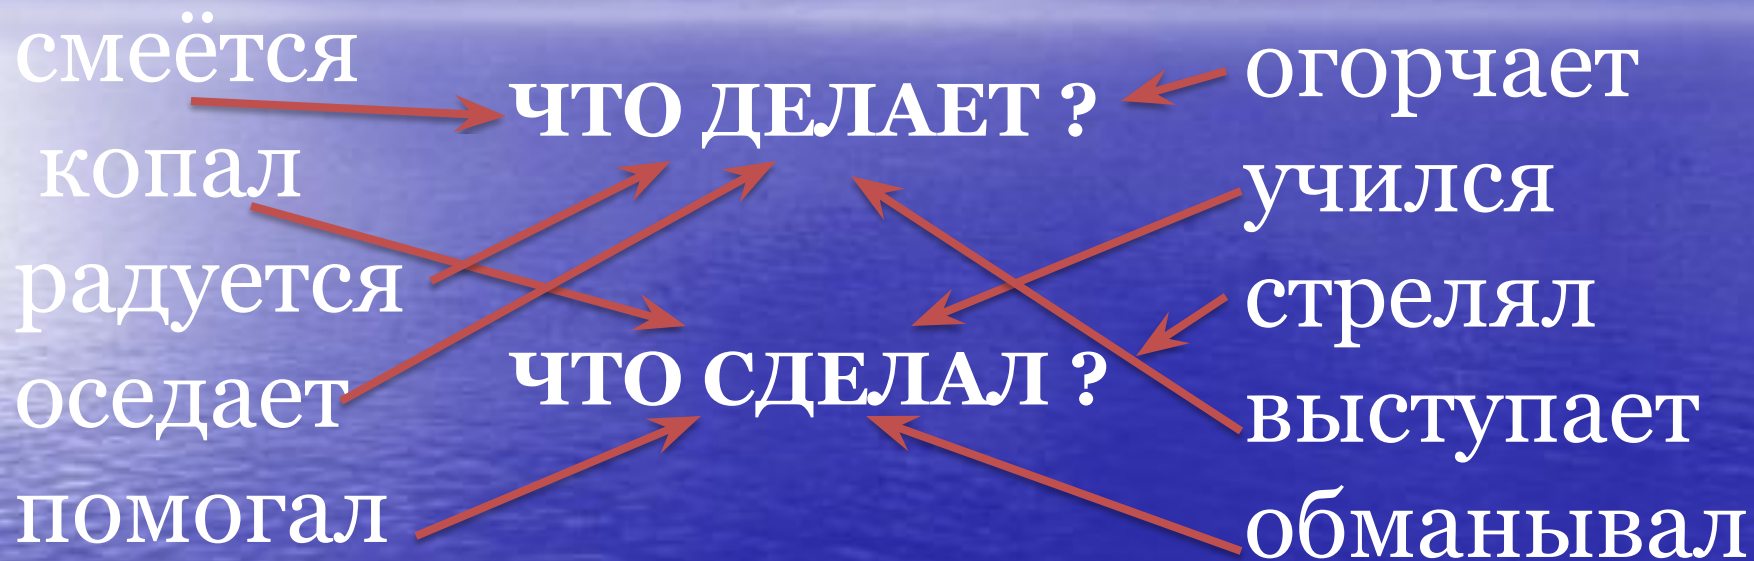 смеётся
копал
радуется
оседает
помогал
ЧТО ДЕЛАЕТ ?
ЧТО СДЕЛАЛ ?
огорчает
учился
стрелял
выступает
обманывал